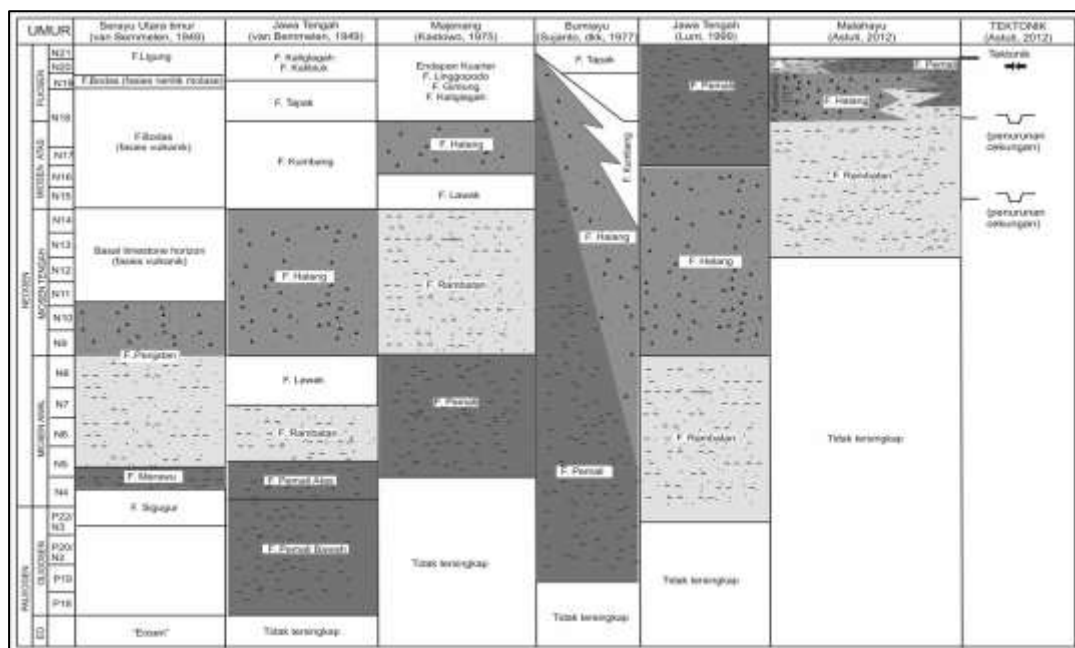 UMUR
Serayu Utara timur
(van Bemmelen, 1949)
Jawa Tengah
(van Bemmelen, 1949)
Majenang
(Kastowo, 1975)
Bumiayu
(Sujanto, dkk, 1977)
Jawa Tengah
(Lunt, 1999)
Malahayu
(Astuti, 2012)
TEKTONIK
(Astuti, 2012)
NEOGEN
PLIOSEN
MIOSEN ATAS
MIOSEN TENGAH
MIOSEN AWAL
OLIGOSEN
EO
N21
N20
N19
N18
N17
N16
N15
N14
N13
N12
N11
N10
N9
N8
N7
N6
N5
N4
P22/
N3
P20/
N2
P19
P18
F.Ligung
F.Bodas (fasies neritik molase)
F.Bodas
(fasies vulkanik)
Basal limestone horizon
(fasies vulkanik)
F. Penjatan
F. Merawu
F. Sigugur
"Eosen"
F. Kaliglagah
F. Kalibiuk
F. Tapak
F. Kumbang
F. Halang
F. Lawak
F. Rambatan
F. Pemali Atas
F. Pemali Bawah
Tidak tersingkap
Endapan Kuarter
F. Linggopodo
F. Gintung
F. Kaliglagah
F. Halang
F. Lawak
F. Rambatan
F. Pemali
Tidak tersingkap
F. Tapak
F. Kumbang
F. Halang
F. Pemali
Tidak tersingkap
F. Pemali
F. Halang
F. Rambatan
Tidak tersingkap
F. Pemali
F. Halang
F. Rambatan
Tidak tersingkap
Tektonik
(penurunan
cekungan)
(penurunan
cekungan)